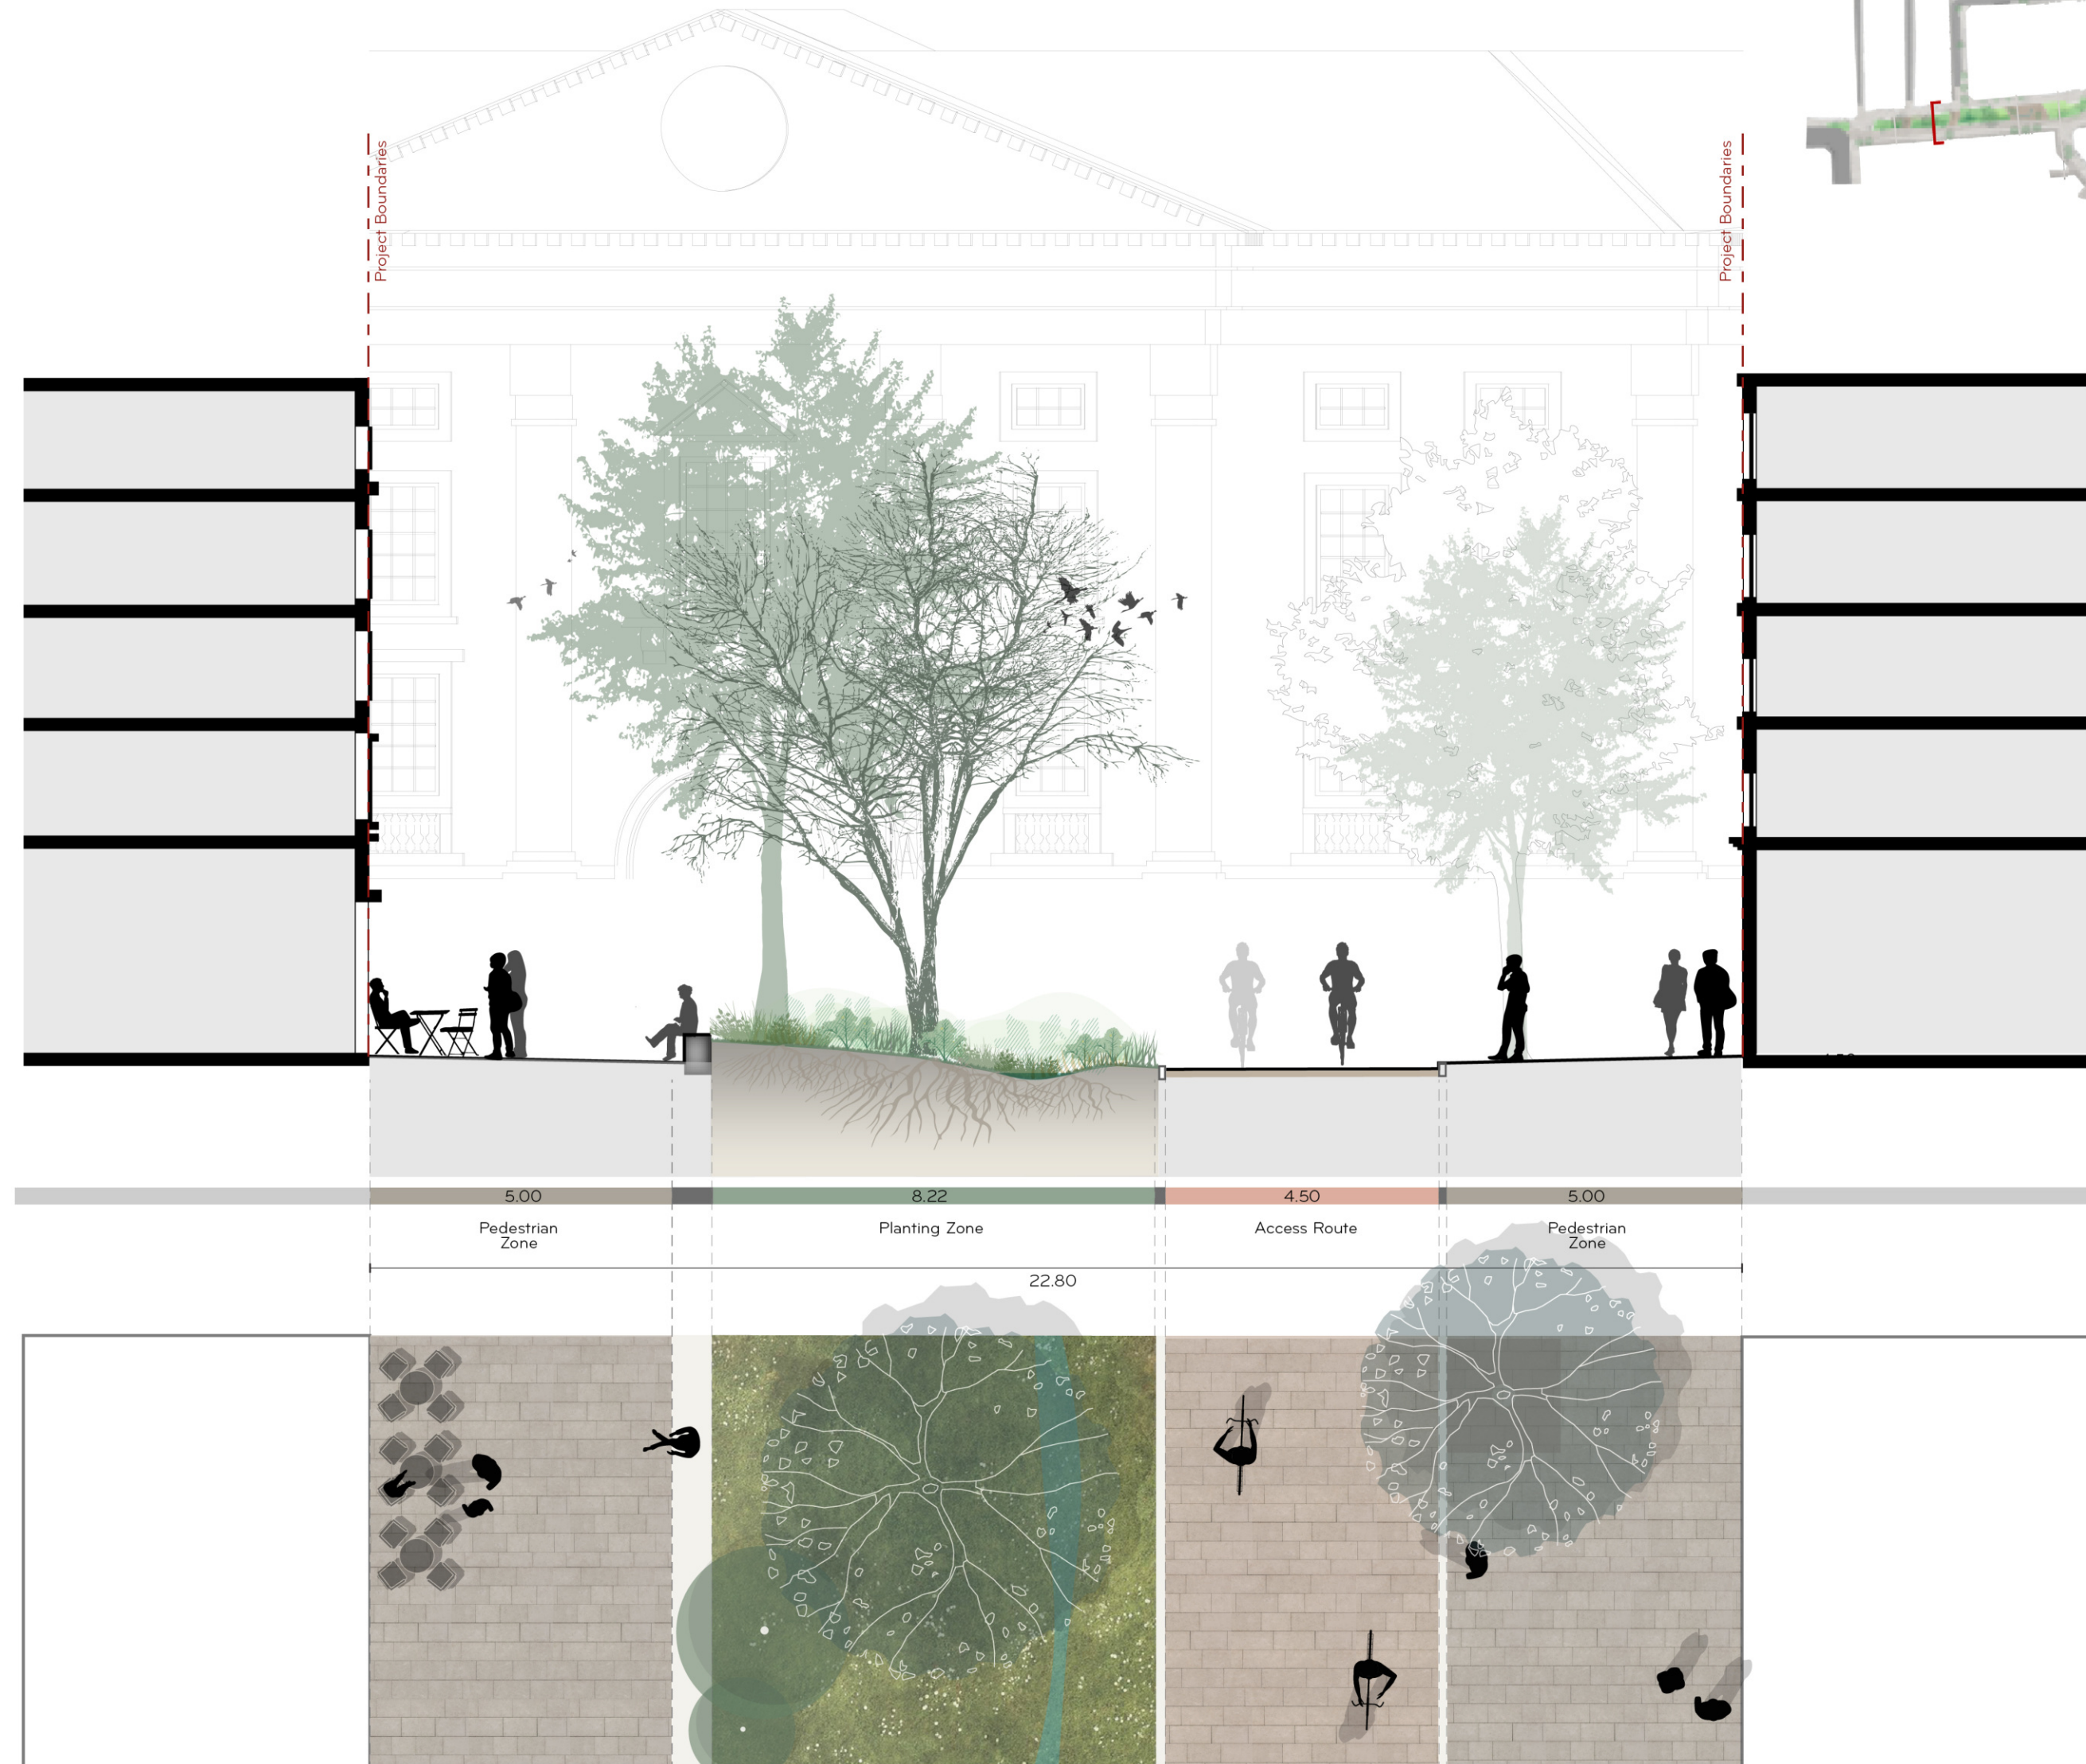 Project Boundaries
Project Boundaries
5.00
8.22
4.50
5.00
Pedestrian
Zone
Planting Zone
Access Route
Pedestrian
Zone
22.80